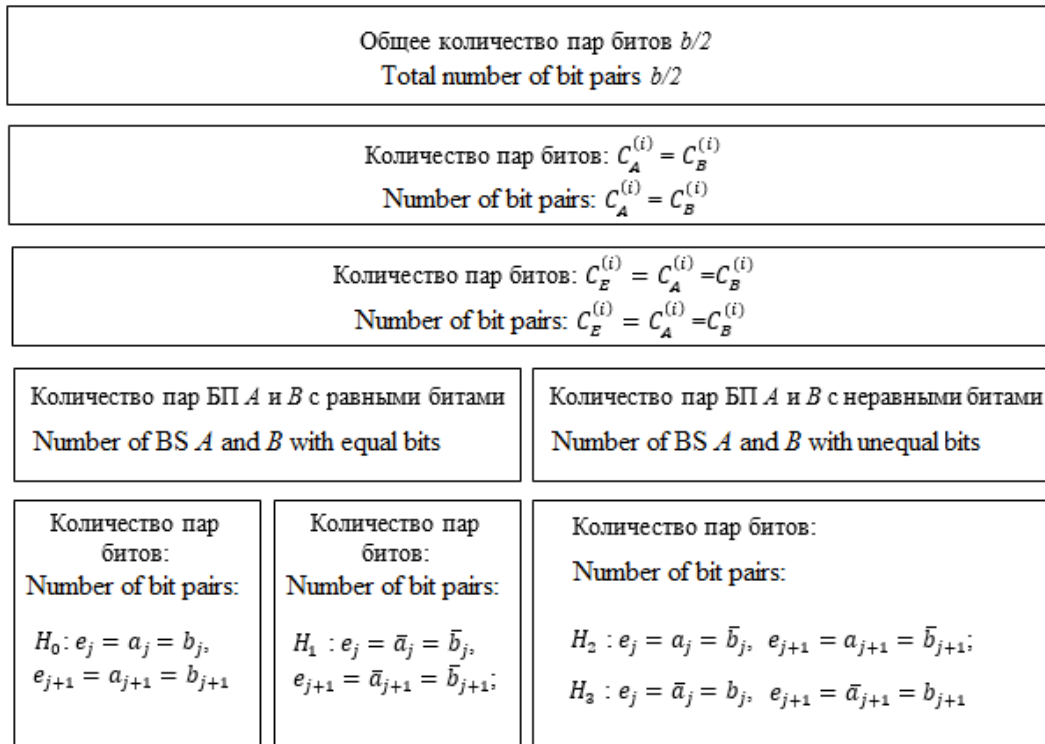 Общее количество пар битов b/2
Total number of bit pairs b/2
Количество пар битов: C_A^(i) = C_B^(i)
Number of bit pairs: C_A^(i) = C_B^(i)
Количество пар битов: C_E^(i) = C_A^(i) =C_B^(i)
Number of bit pairs: C_E^(i) = C_A^(i) =C_B^(i)
Количество пар БП A и B с равными битами
Number of BS A and B with equal bits
Количество пар БП A и B с неравными битами
Number of BS A and B with unequal bits
Количество пар
битов:
Number of bit pairs:
H₀ : e_j = a_j = b_j,
e_{j+1} = a_{j+1} = b_{j+1}
Количество пар
битов:
Number of bit pairs:
H₁ : e_j = ā_j = b̄_j,
e_{j+1} = ā_{j+1} = b̄_{j+1};
Количество пар битов:
Number of bit pairs:
H₂ : e_j = a_j = b̄_j, e_{j+1} = a_{j+1} = b̄_{j+1};
H₃ : e_j = ā_j = b_j, e_{j+1} = ā_{j+1} = b_{j+1}